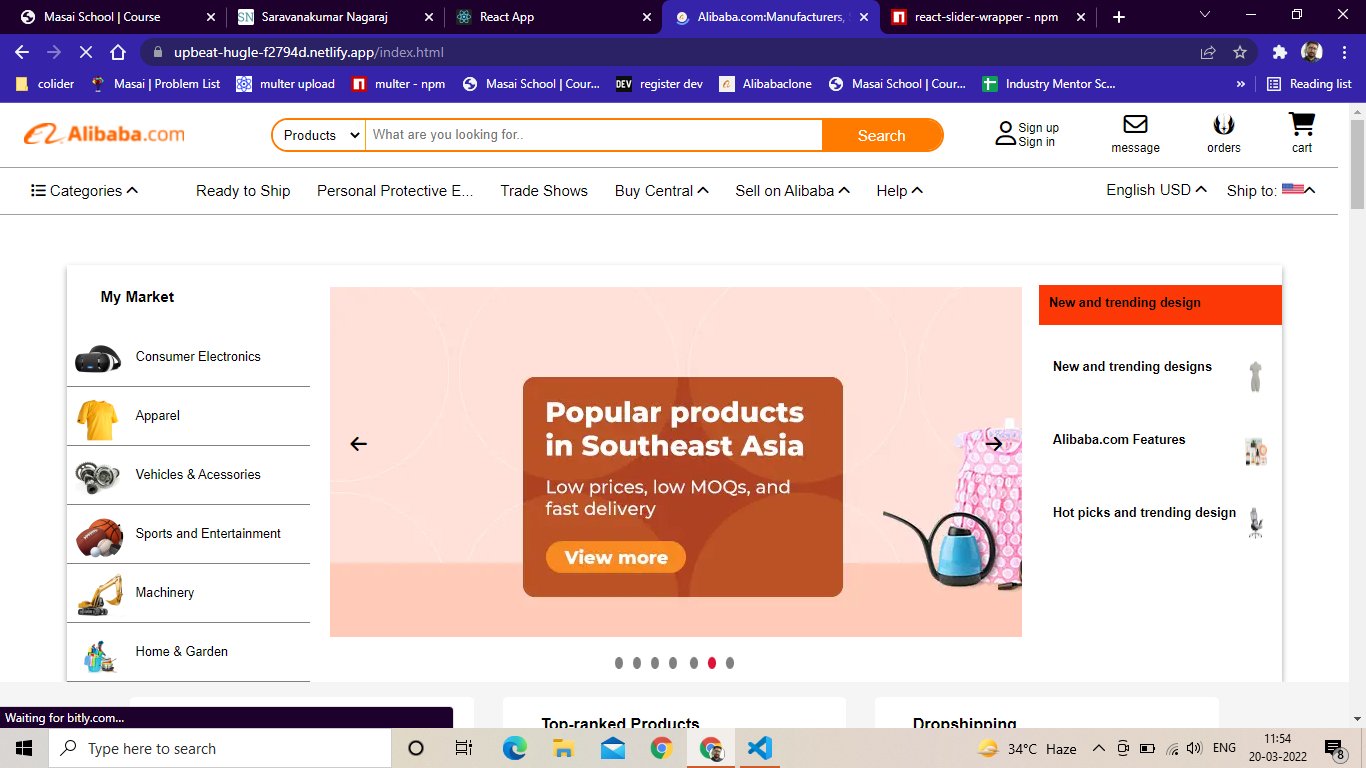 Masai School | Course
Saravanakumar Nagaraj
React App
Alibaba.com:Manufacturers,
react-slider-wrapper - npm
upbeat-hugle-f2794d.netlify.app/index.html
colider
Masai | Problem List
multer upload
multer - npm
Masai School | Cour...
register dev
Alibabaclone
Masai School | Cour...
Industry Mentor Sc...
»
Reading list
Alibaba.com
Products
What are you looking for..
Search
Sign up
Sign in
message
orders
cart
Categories
Ready to Ship
Personal Protective E...
Trade Shows
Buy Central
Sell on Alibaba
Help
English USD
Ship to:
My Market
Consumer Electronics
Apparel
Vehicles & Acessories
Sports and Entertainment
Machinery
Home & Garden
Popular products
in Southeast Asia
Low prices, low MOQs, and
fast delivery
View more
New and trending design
New and trending designs
Alibaba.com Features
Hot picks and trending design
Top-ranked Products
Dropshipping
Waiting for bitly.com...
Type here to search
34°C Haze
ENG
11:54
20-03-2022
8